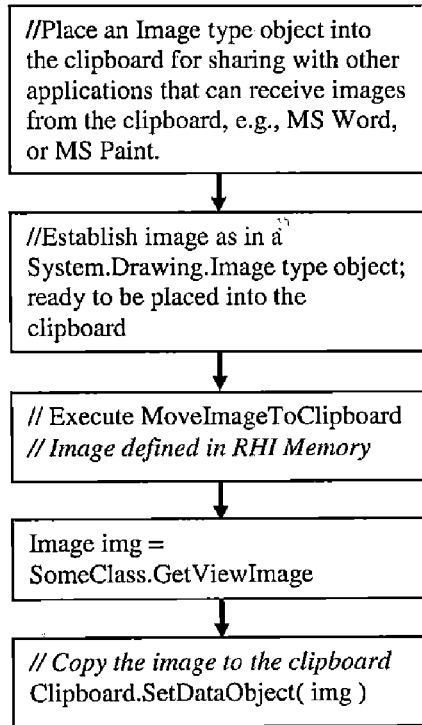 //Place an Image type object into
the clipboard for sharing with other
applications that can receive images
from the clipboard, e.g., MS Word,
or MS Paint.
//Establish image as in a
System.Drawing.Image type object;
ready to be placed into the
clipboard
// Execute MoveImageToClipboard
// Image defined in RHI Memory
Image img =
SomeClass.GetViewImage
// Copy the image to the clipboard
Clipboard.SetDataObject( img )